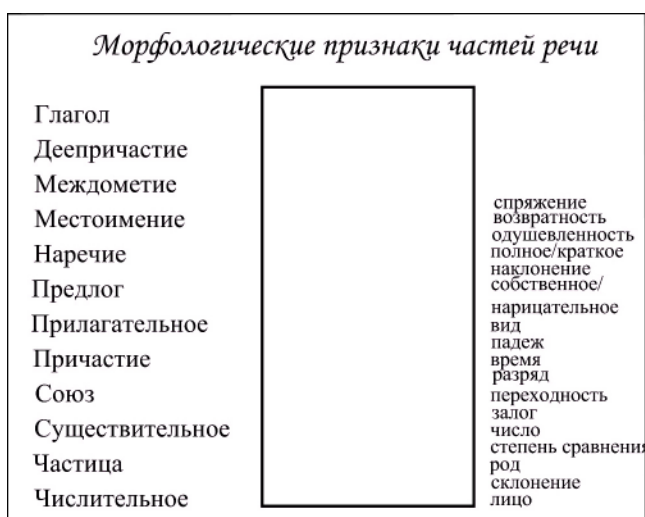 Морфологические признаки частей речи
Глагол
Деепричастие
Междометие
Местоимение
Наречие
Предлог
Прилагательное
Причастие
Союз
Существительное
Частица
Числительное
спряжение
возвратность
одушевленность
полное/краткое
наклонение
собственное/
нарицательное
вид
падеж
время
разряд
переходность
залог
число
степень сравнения
род
склонение
лицо